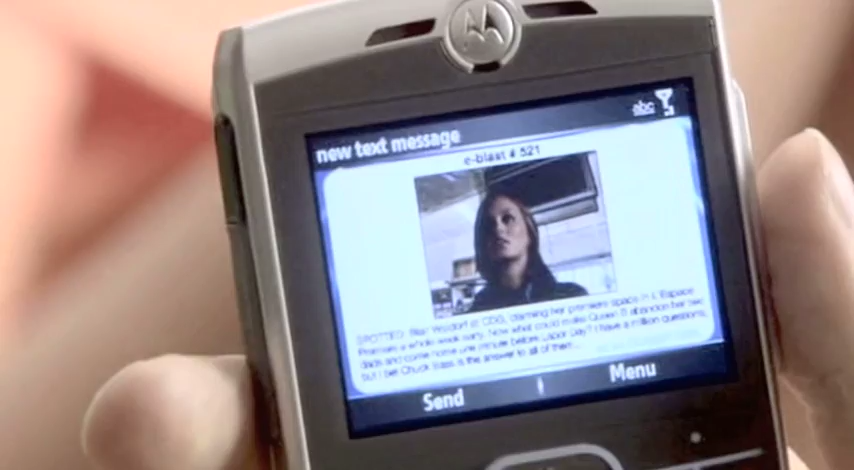 abc
new text message
e-blast # 521
SPOTTED: Blair Waldorf at CDG, claiming her premiere space in L'Espace
Premiere a whole week early. Now what could make Queen B abandon her two
dads and come home one minute before Labor Day? I have a million questions,
but I bet Chuck Bass is the answer to all of them...
Send
Menu